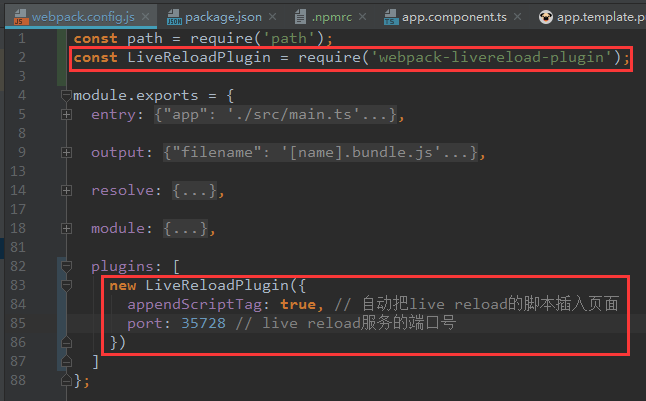 webpack.config.js × package.json × .npmrc × app.component.ts × app.template.p
1 const path = require('path');
2 const LiveReloadPlugin = require('webpack-livereload-plugin');
3
4 module.exports = {
5 entry: {"app": './src/main.ts'...},
8
9 output: {"filename": '[name].bundle.js'...},
13
14 resolve: {...},
17
18 module: {...},
81
82 plugins: [
83 new LiveReloadPlugin({
84 appendScriptTag: true, // 自动把live reload的脚本插入页面
85 port: 35728 // live reload服务的端口号
86 })
87 ]
88 };